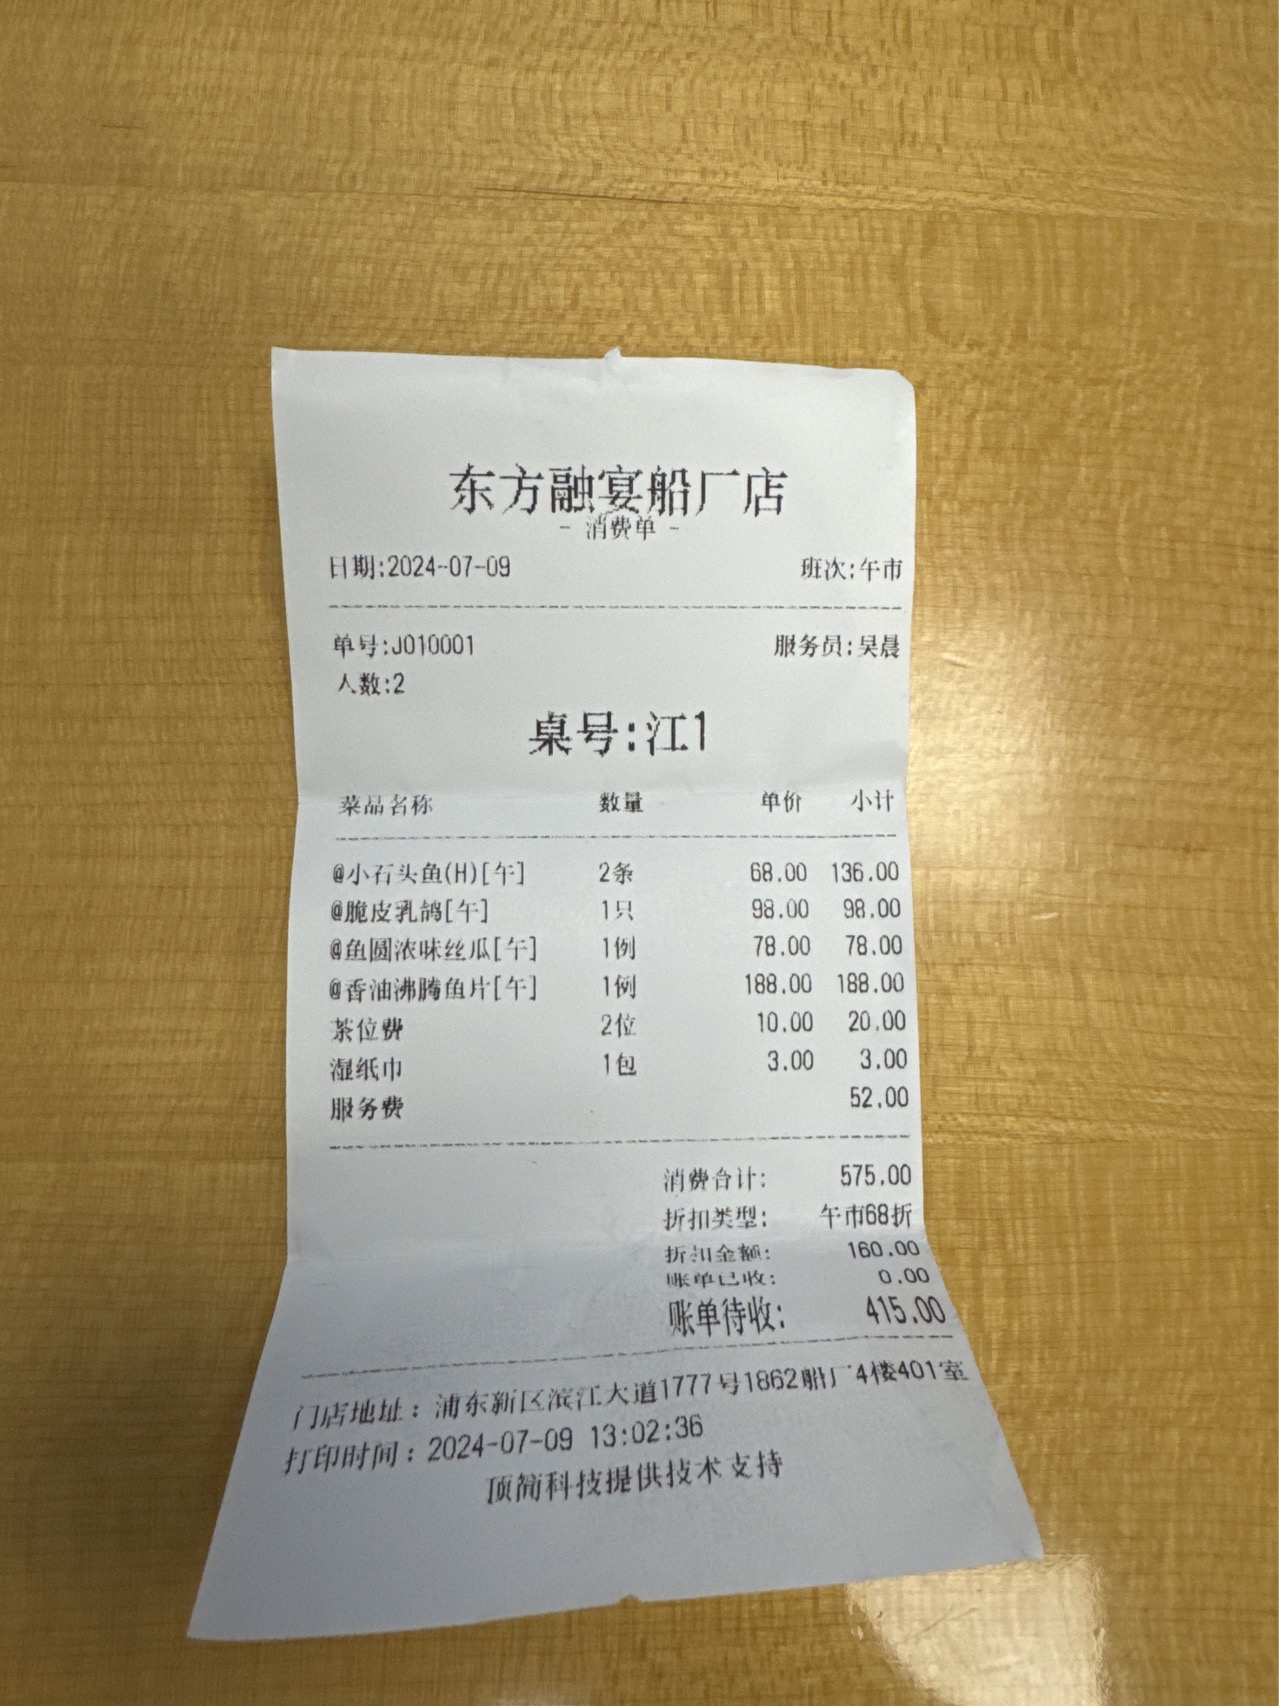 东方融宴船厂店
- 消费单 -
日期:2024-07-09 班次:午市
单号:J010001 服务员:吴晨
人数:2
桌号:江1
菜品名称 数量 单价 小计
@小石头鱼(H)[午] 2条 68.00 136.00
@脆皮乳鸽[午] 1只 98.00 98.00
@鱼圆浓味丝瓜[午] 1例 78.00 78.00
@香油沸腾鱼片[午] 1例 188.00 188.00
茶位费 2位 10.00 20.00
湿纸巾 1包 3.00 3.00
服务费 52.00
消费合计: 575.00
折扣类型: 午市68折
折扣金额: 160.00
账单已收: 0.00
账单待收: 415.00
门店地址：浦东新区滨江大道1777号1862船厂4楼401室
打印时间：2024-07-09 13:02:36
顶简科技提供技术支持